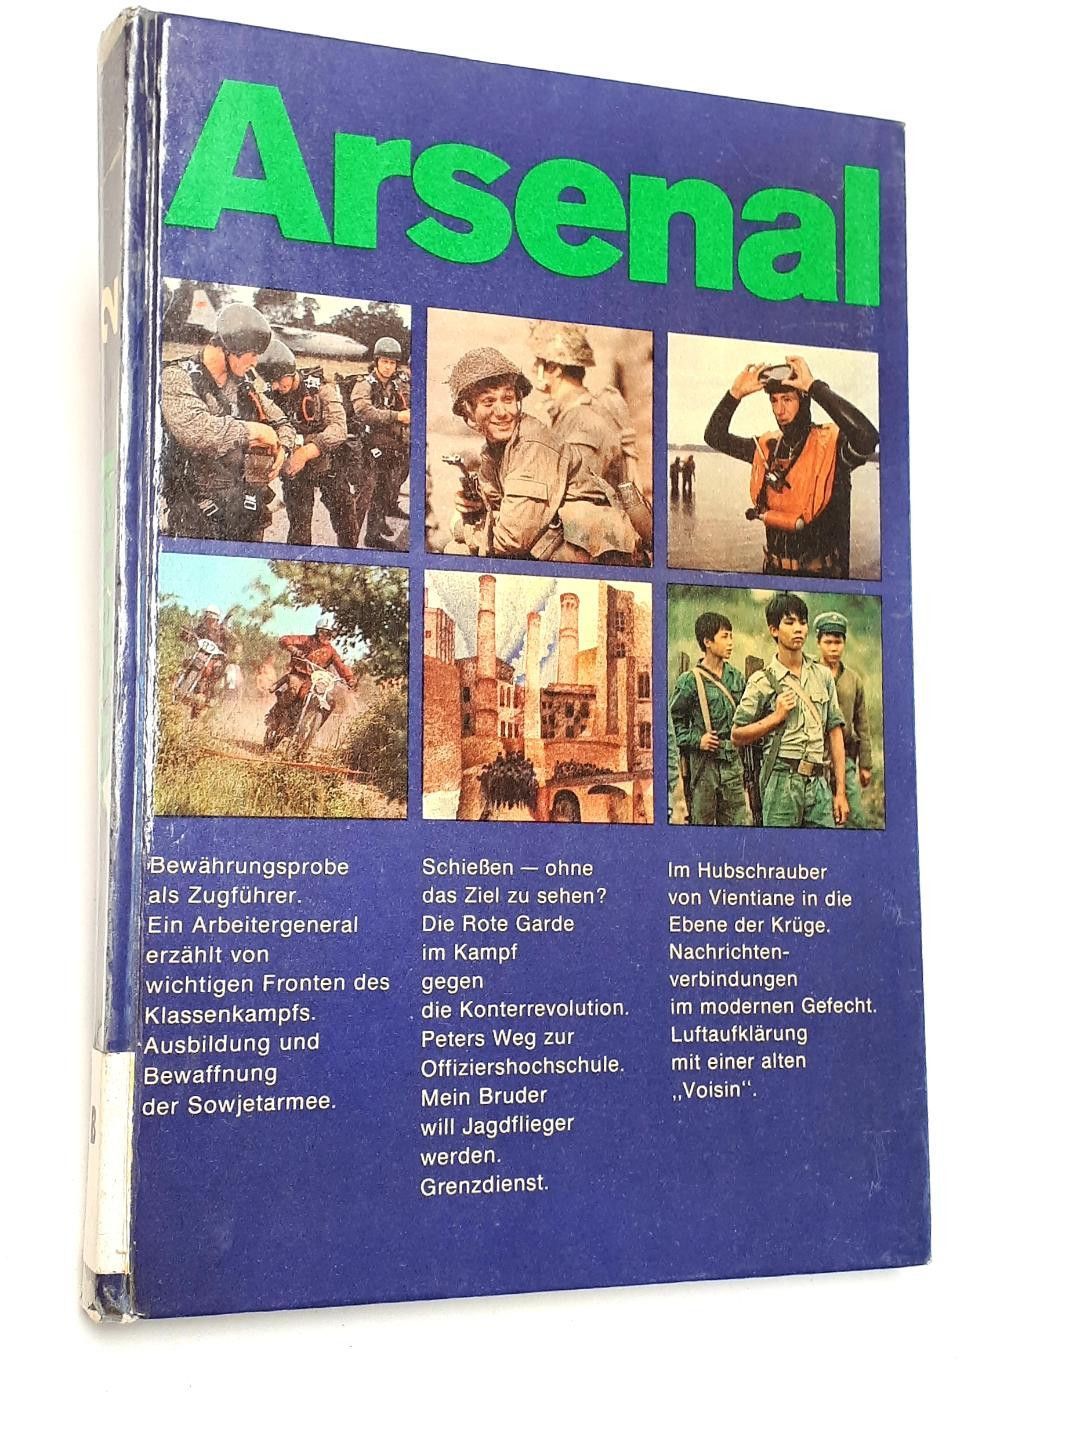 Arsenal
Bewährungsprobe
als Zugführer.
Ein Arbeitergeneral
erzählt von
wichtigen Fronten des
Klassenkampfs.
Ausbildung und
Bewaffnung
der Sowjetarmee.
Schießen — ohne
das Ziel zu sehen?
Die Rote Garde
im Kampf
gegen
die Konterrevolution.
Peters Weg zur
Offiziershochschule.
Mein Bruder
will Jagdflieger
werden.
Grenzdienst.
Im Hubschrauber
von Vientiane in die
Ebene der Krüge.
Nachrichten-
verbindungen
im modernen Gefecht.
Luftaufklärung
mit einer alten
„Voisin“.
2
B